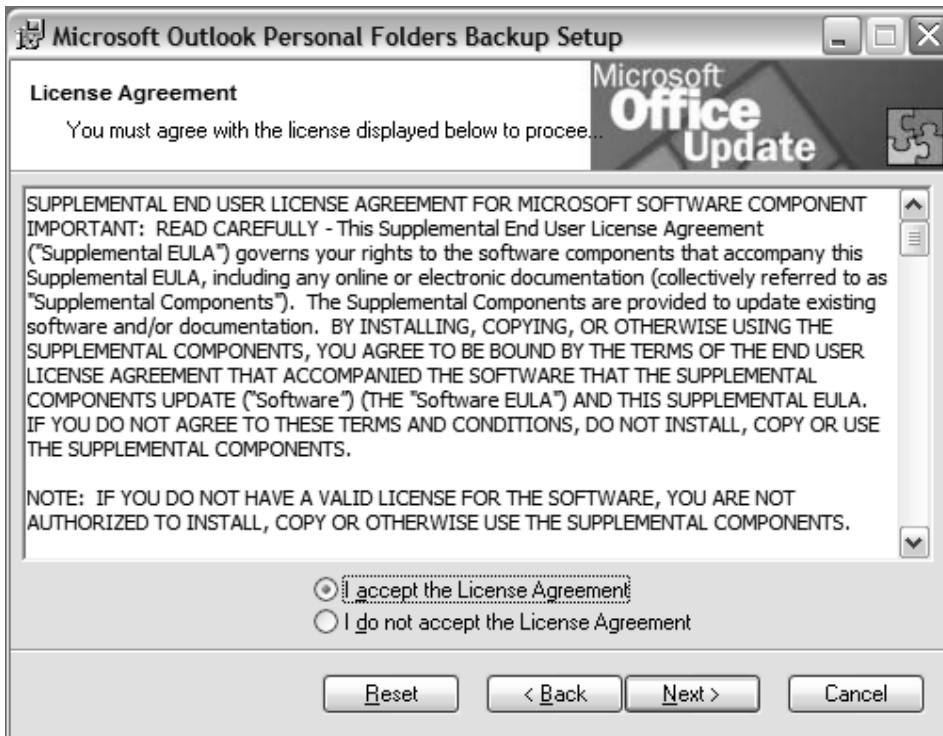 Microsoft Outlook Personal Folders Backup Setup
License Agreement
You must agree with the license displayed below to procee...
Microsoft
Office
Update
SUPPLEMENTAL END USER LICENSE AGREEMENT FOR MICROSOFT SOFTWARE COMPONENT
IMPORTANT:  READ CAREFULLY - This Supplemental End User License Agreement
("Supplemental EULA") governs your rights to the software components that accompany this
Supplemental EULA, including any online or electronic documentation (collectively referred to as
"Supplemental Components").  The Supplemental Components are provided to update existing
software and/or documentation.  BY INSTALLING, COPYING, OR OTHERWISE USING THE
SUPPLEMENTAL COMPONENTS, YOU AGREE TO BE BOUND BY THE TERMS OF THE END USER
LICENSE AGREEMENT THAT ACCOMPANIED THE SOFTWARE THAT THE SUPPLEMENTAL
COMPONENTS UPDATE ("Software") (THE "Software EULA") AND THIS SUPPLEMENTAL EULA.
IF YOU DO NOT AGREE TO THESE TERMS AND CONDITIONS, DO NOT INSTALL, COPY OR USE
THE SUPPLEMENTAL COMPONENTS.
NOTE:  IF YOU DO NOT HAVE A VALID LICENSE FOR THE SOFTWARE, YOU ARE NOT
AUTHORIZED TO INSTALL, COPY OR OTHERWISE USE THE SUPPLEMENTAL COMPONENTS.
I accept the License Agreement
I do not accept the License Agreement
Reset < Back Next > Cancel